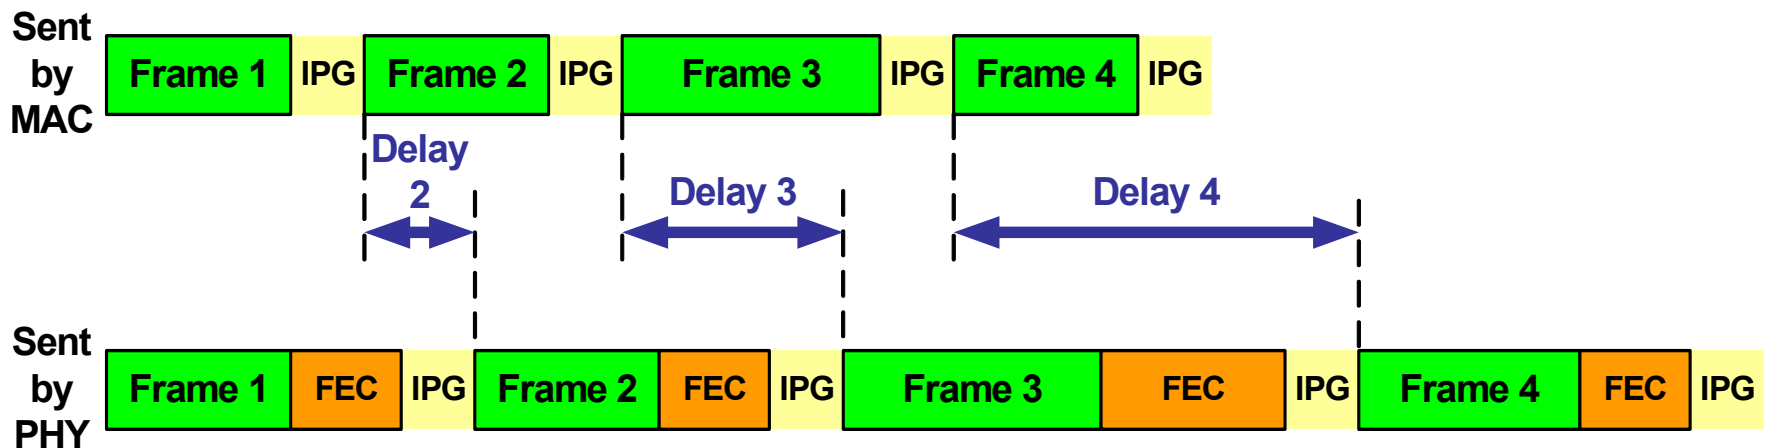 Sent
by
MAC
Frame 1 IPG Frame 2 IPG Frame 3 IPG Frame 4 IPG
Delay
2
Delay 3
Delay 4
Sent
by
PHY
Frame 1 FEC IPG Frame 2 FEC IPG Frame 3 FEC IPG Frame 4 FEC IPG